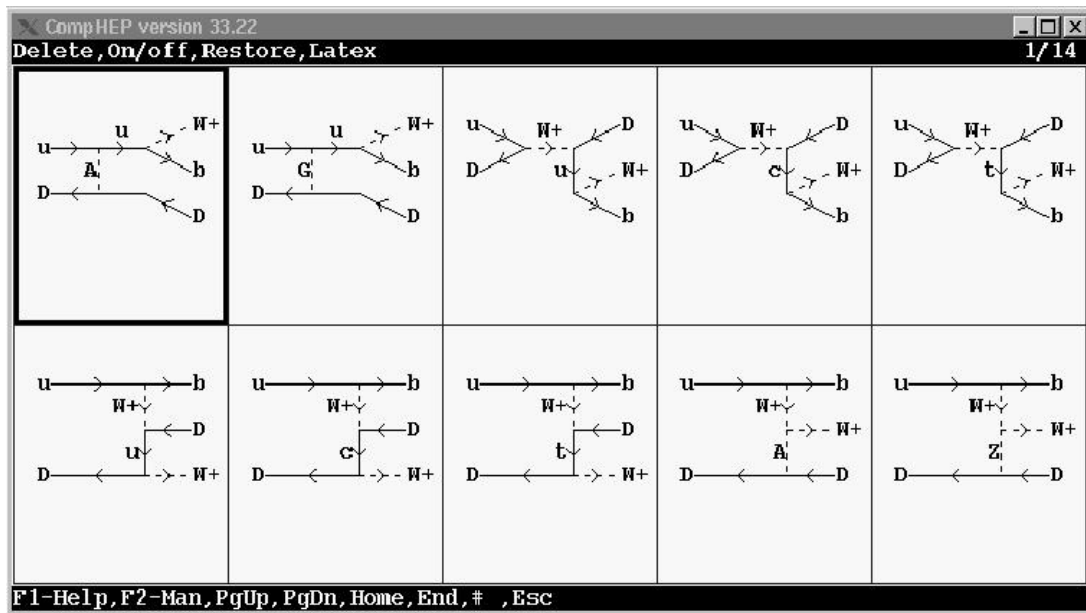 CompHEP version 33.22
Delete,On/off,Restore,Latex 1/14
u W+
u
A b
D D
u W+
u
G b
D D
u W+ D
D u W+
b
u W+ D
D c W+
b
u W+ D
D t W+
b
u b
W+ D
u
D W+
u b
W+ D
c
D W+
u b
W+ D
t
D W+
u b
W+ W+
A
D D
u b
W+ W+
Z
D D
F1-Help,F2-Man,PgUp,PgDn,Home,End,# ,Esc